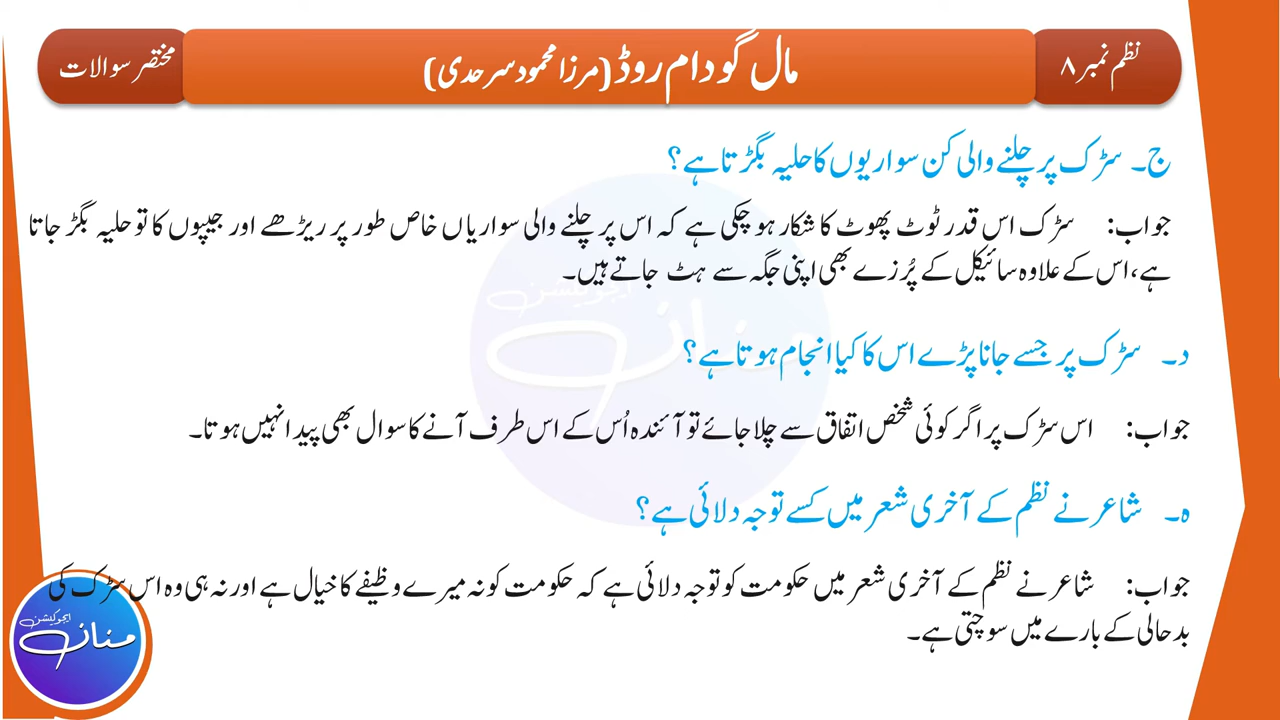 نظم نمبر ۸
مال گودام روڈ (مرزا محمود سرحدی)
مختصر سوالات
ج۔ سڑک پر چلنے والی کن سواریوں کا حلیہ بگڑتا ہے؟
جواب: سڑک اس قدر ٹوٹ پھوٹ کا شکار ہو چکی ہے کہ اس پر چلنے والی سواریاں خاص طور پر ریڑھے اور جیپوں کا تو حلیہ بگڑ جاتا
ہے، اس کے علاوہ سائیکل کے پُرزے بھی اپنی جگہ سے ہٹ جاتے ہیں۔
د۔ سڑک پر جسے جانا پڑے اس کا کیا انجام ہوتا ہے؟
جواب: اس سڑک پر اگر کوئی شخص اتفاق سے چلا جائے تو آئندہ اُس کے اس طرف آنے کا سوال بھی پیدا نہیں ہوتا۔
ہ۔ شاعر نے نظم کے آخری شعر میں کسے توجہ دلائی ہے؟
جواب: شاعر نے نظم کے آخری شعر میں حکومت کو توجہ دلائی ہے کہ حکومت کو نہ میرے وظیفے کا خیال ہے اور نہ ہی وہ اس سڑک کی
بدحالی کے بارے میں سوچتی ہے۔
منان
ایجوکیشن
منان
ایجوکیشن